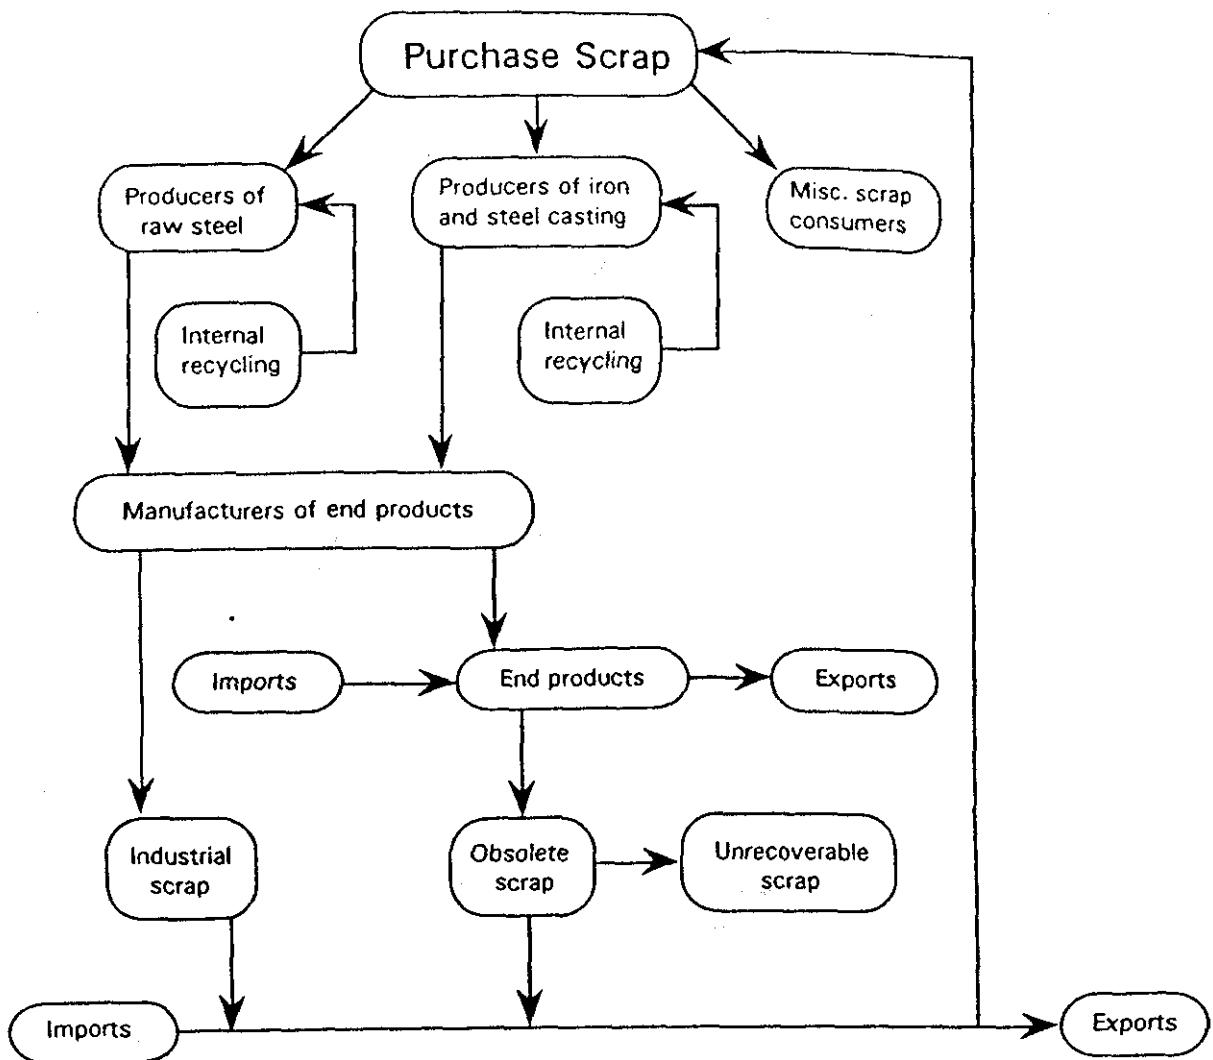 Purchase Scrap
Producers of
raw steel
Producers of iron
and steel casting
Misc. scrap
consumers
Internal
recycling
Internal
recycling
Manufacturers of end products
Imports
End products
Exports
Industrial
scrap
Obsolete
scrap
Unrecoverable
scrap
Imports
Exports